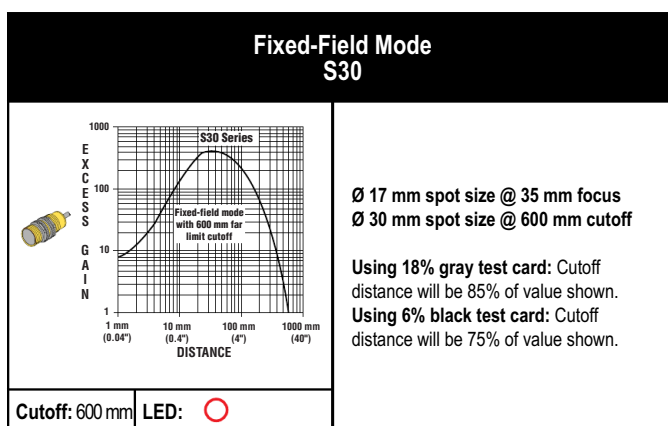 Fixed-Field Mode
S30
EXCESS GAIN
1000
100
10
1
S30 Series
Fixed-field mode
with 600 mm far
limit cutoff
1 mm 10 mm 100 mm 1000 mm
(0.04") (0.4") (4") (40")
DISTANCE
Ø 17 mm spot size @ 35 mm focus
Ø 30 mm spot size @ 600 mm cutoff
Using 18% gray test card: Cutoff
distance will be 85% of value shown.
Using 6% black test card: Cutoff
distance will be 75% of value shown.
Cutoff: 600 mm LED: